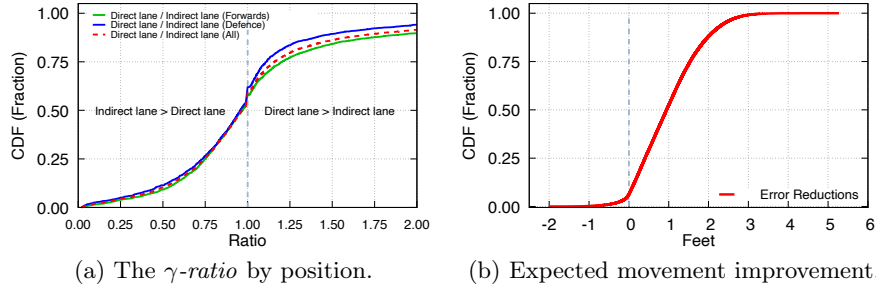 CDF (Fraction)
1.00
0.75
0.50
0.25
0.00
Direct lane / Indirect lane (Forwards)
Direct lane / Indirect lane (Defence)
Direct lane / Indirect lane (All)
Indirect lane > Direct lane
Direct lane > Indirect lane
0.00 0.25 0.50 0.75 1.00 1.25 1.50 1.75 2.00
Ratio
(a) The γ-ratio by position.
CDF (Fraction)
1.00
0.75
0.50
0.25
0.00
Error Reductions
-2 -1 0 1 2 3 4 5 6
Feet
(b) Expected movement improvement.